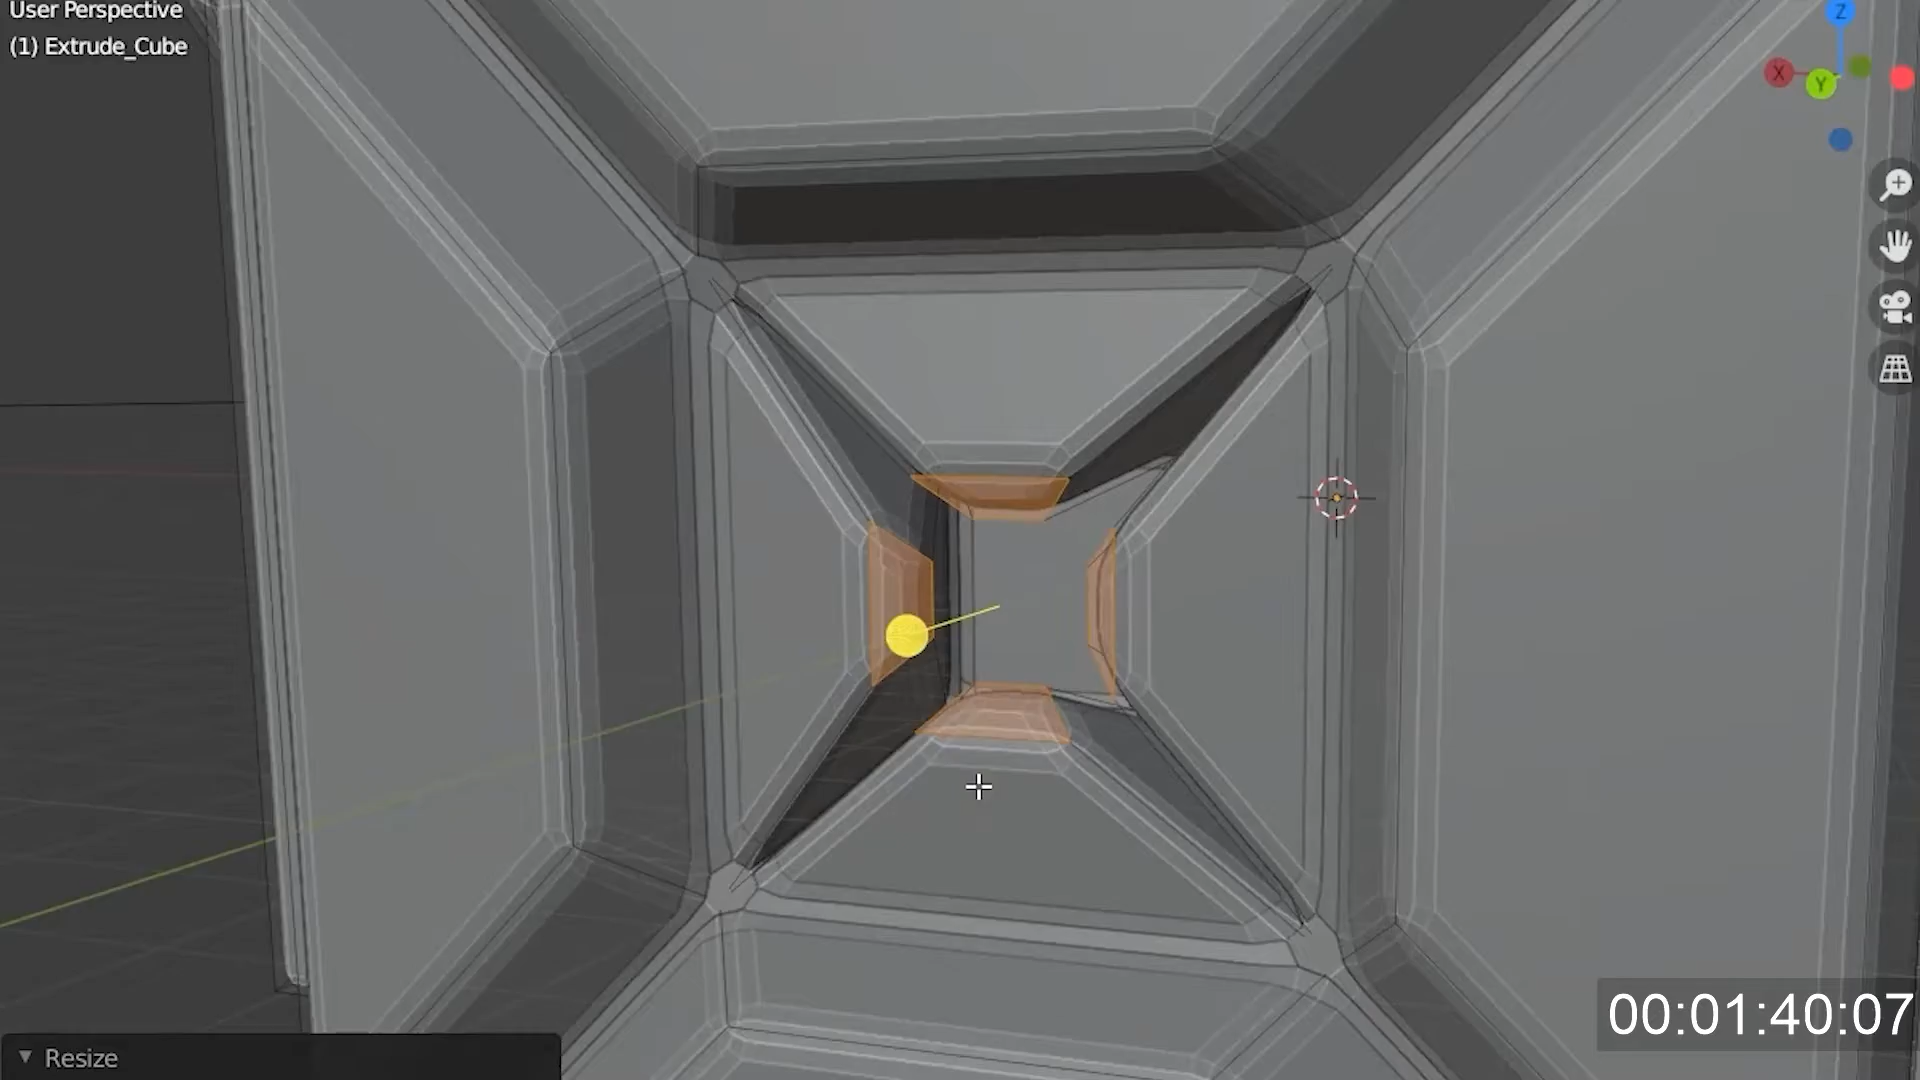 User Perspective
(1) Extrude_Cube
Z
X
Y
00:01:40:07
Resize